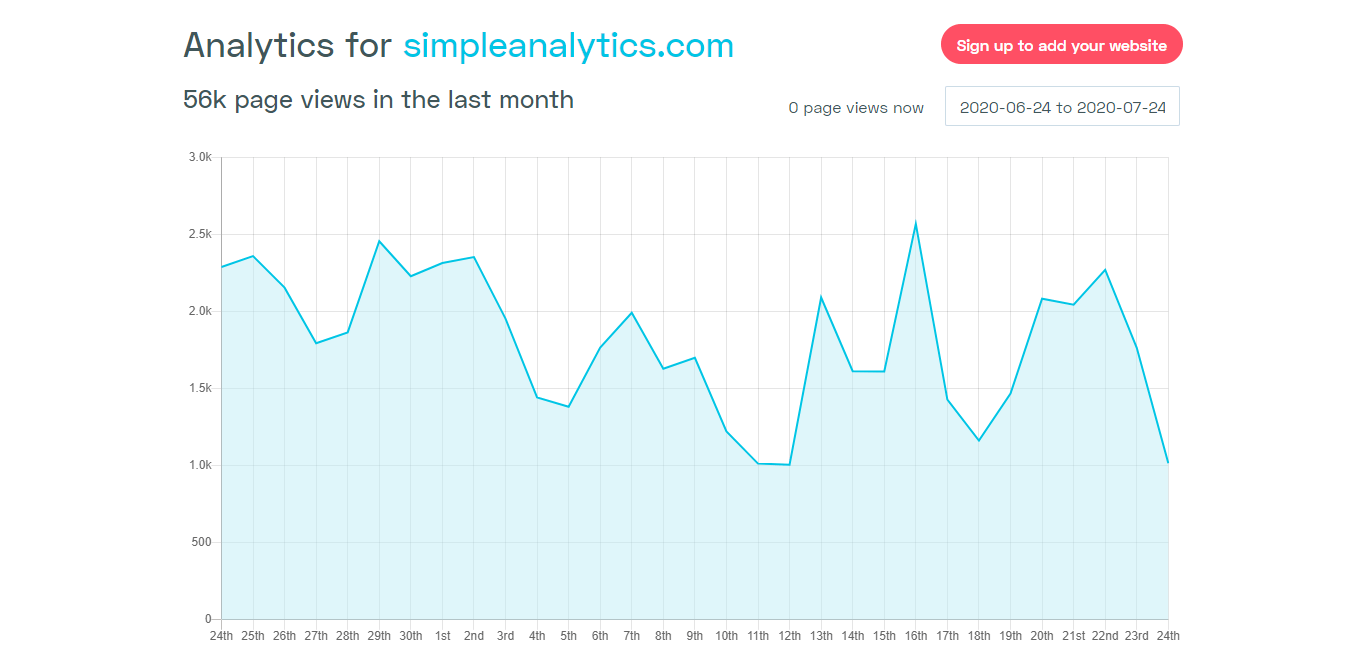 Analytics for simpleanalytics.com
Sign up to add your website
56k page views in the last month
0 page views now
2020-06-24 to 2020-07-24
3.0k
2.5k
2.0k
1.5k
1.0k
500
0
24th 25th 26th 27th 28th 29th 30th 1st 2nd 3rd 4th 5th 6th 7th 8th 9th 10th 11th 12th 13th 14th 15th 16th 17th 18th 19th 20th 21st 22nd 23rd 24th